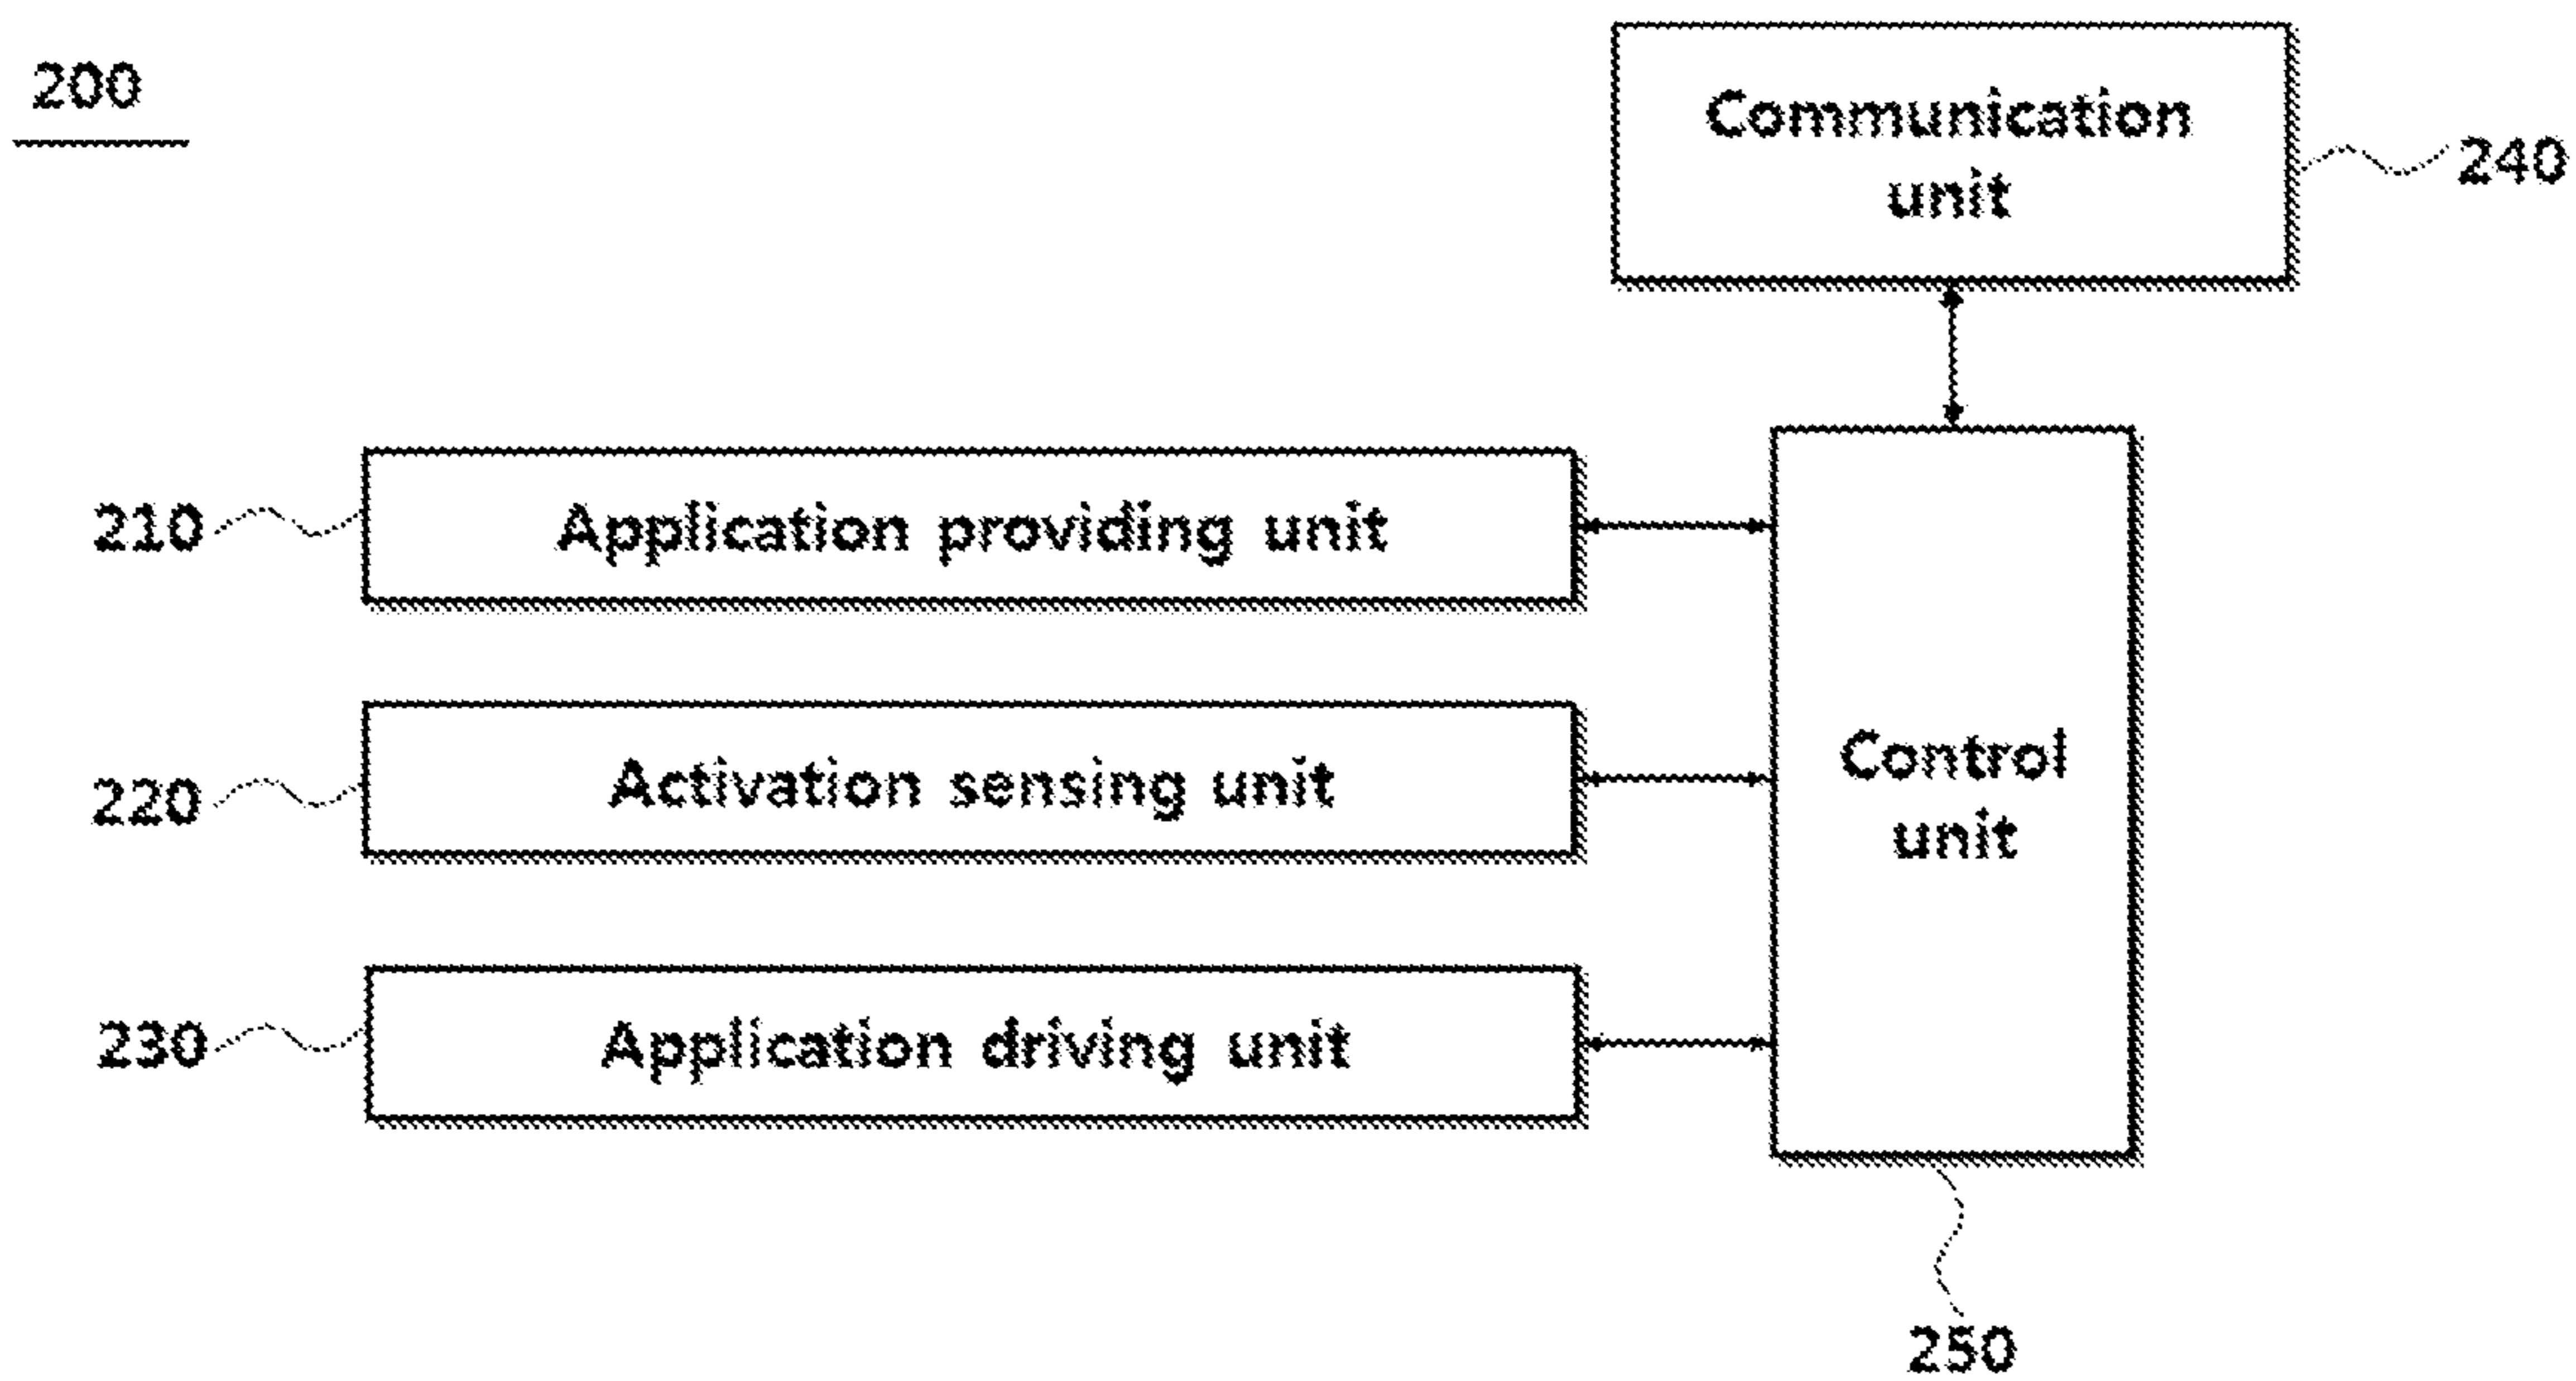 200
Communication
unit
240
210
Application providing unit
220
Activation sensing unit
Control
unit
230
Application driving unit
250